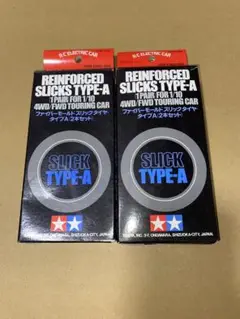 R/C ELECTRIC CAR
REINFORCED
SLICKS TYPE-A
1 PAIR FOR 1/10
4WD/FWD TOURING CAR
ファイバーモールドスリックタイヤ
タイプA(2本セット)
SLICK
TYPE-A
R/C ELECTRIC CAR
REINFORCED
SLICKS TYPE-A
1 PAIR FOR 1/10
4WD/FWD TOURING CAR
ファイバーモールドスリックタイヤ・
タイプA(2本セット)
SLICK
TYPE-A